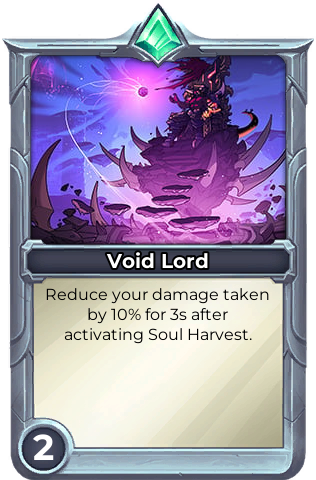 Void Lord
Reduce your damage taken
by 10% for 3s after
activating Soul Harvest.
2